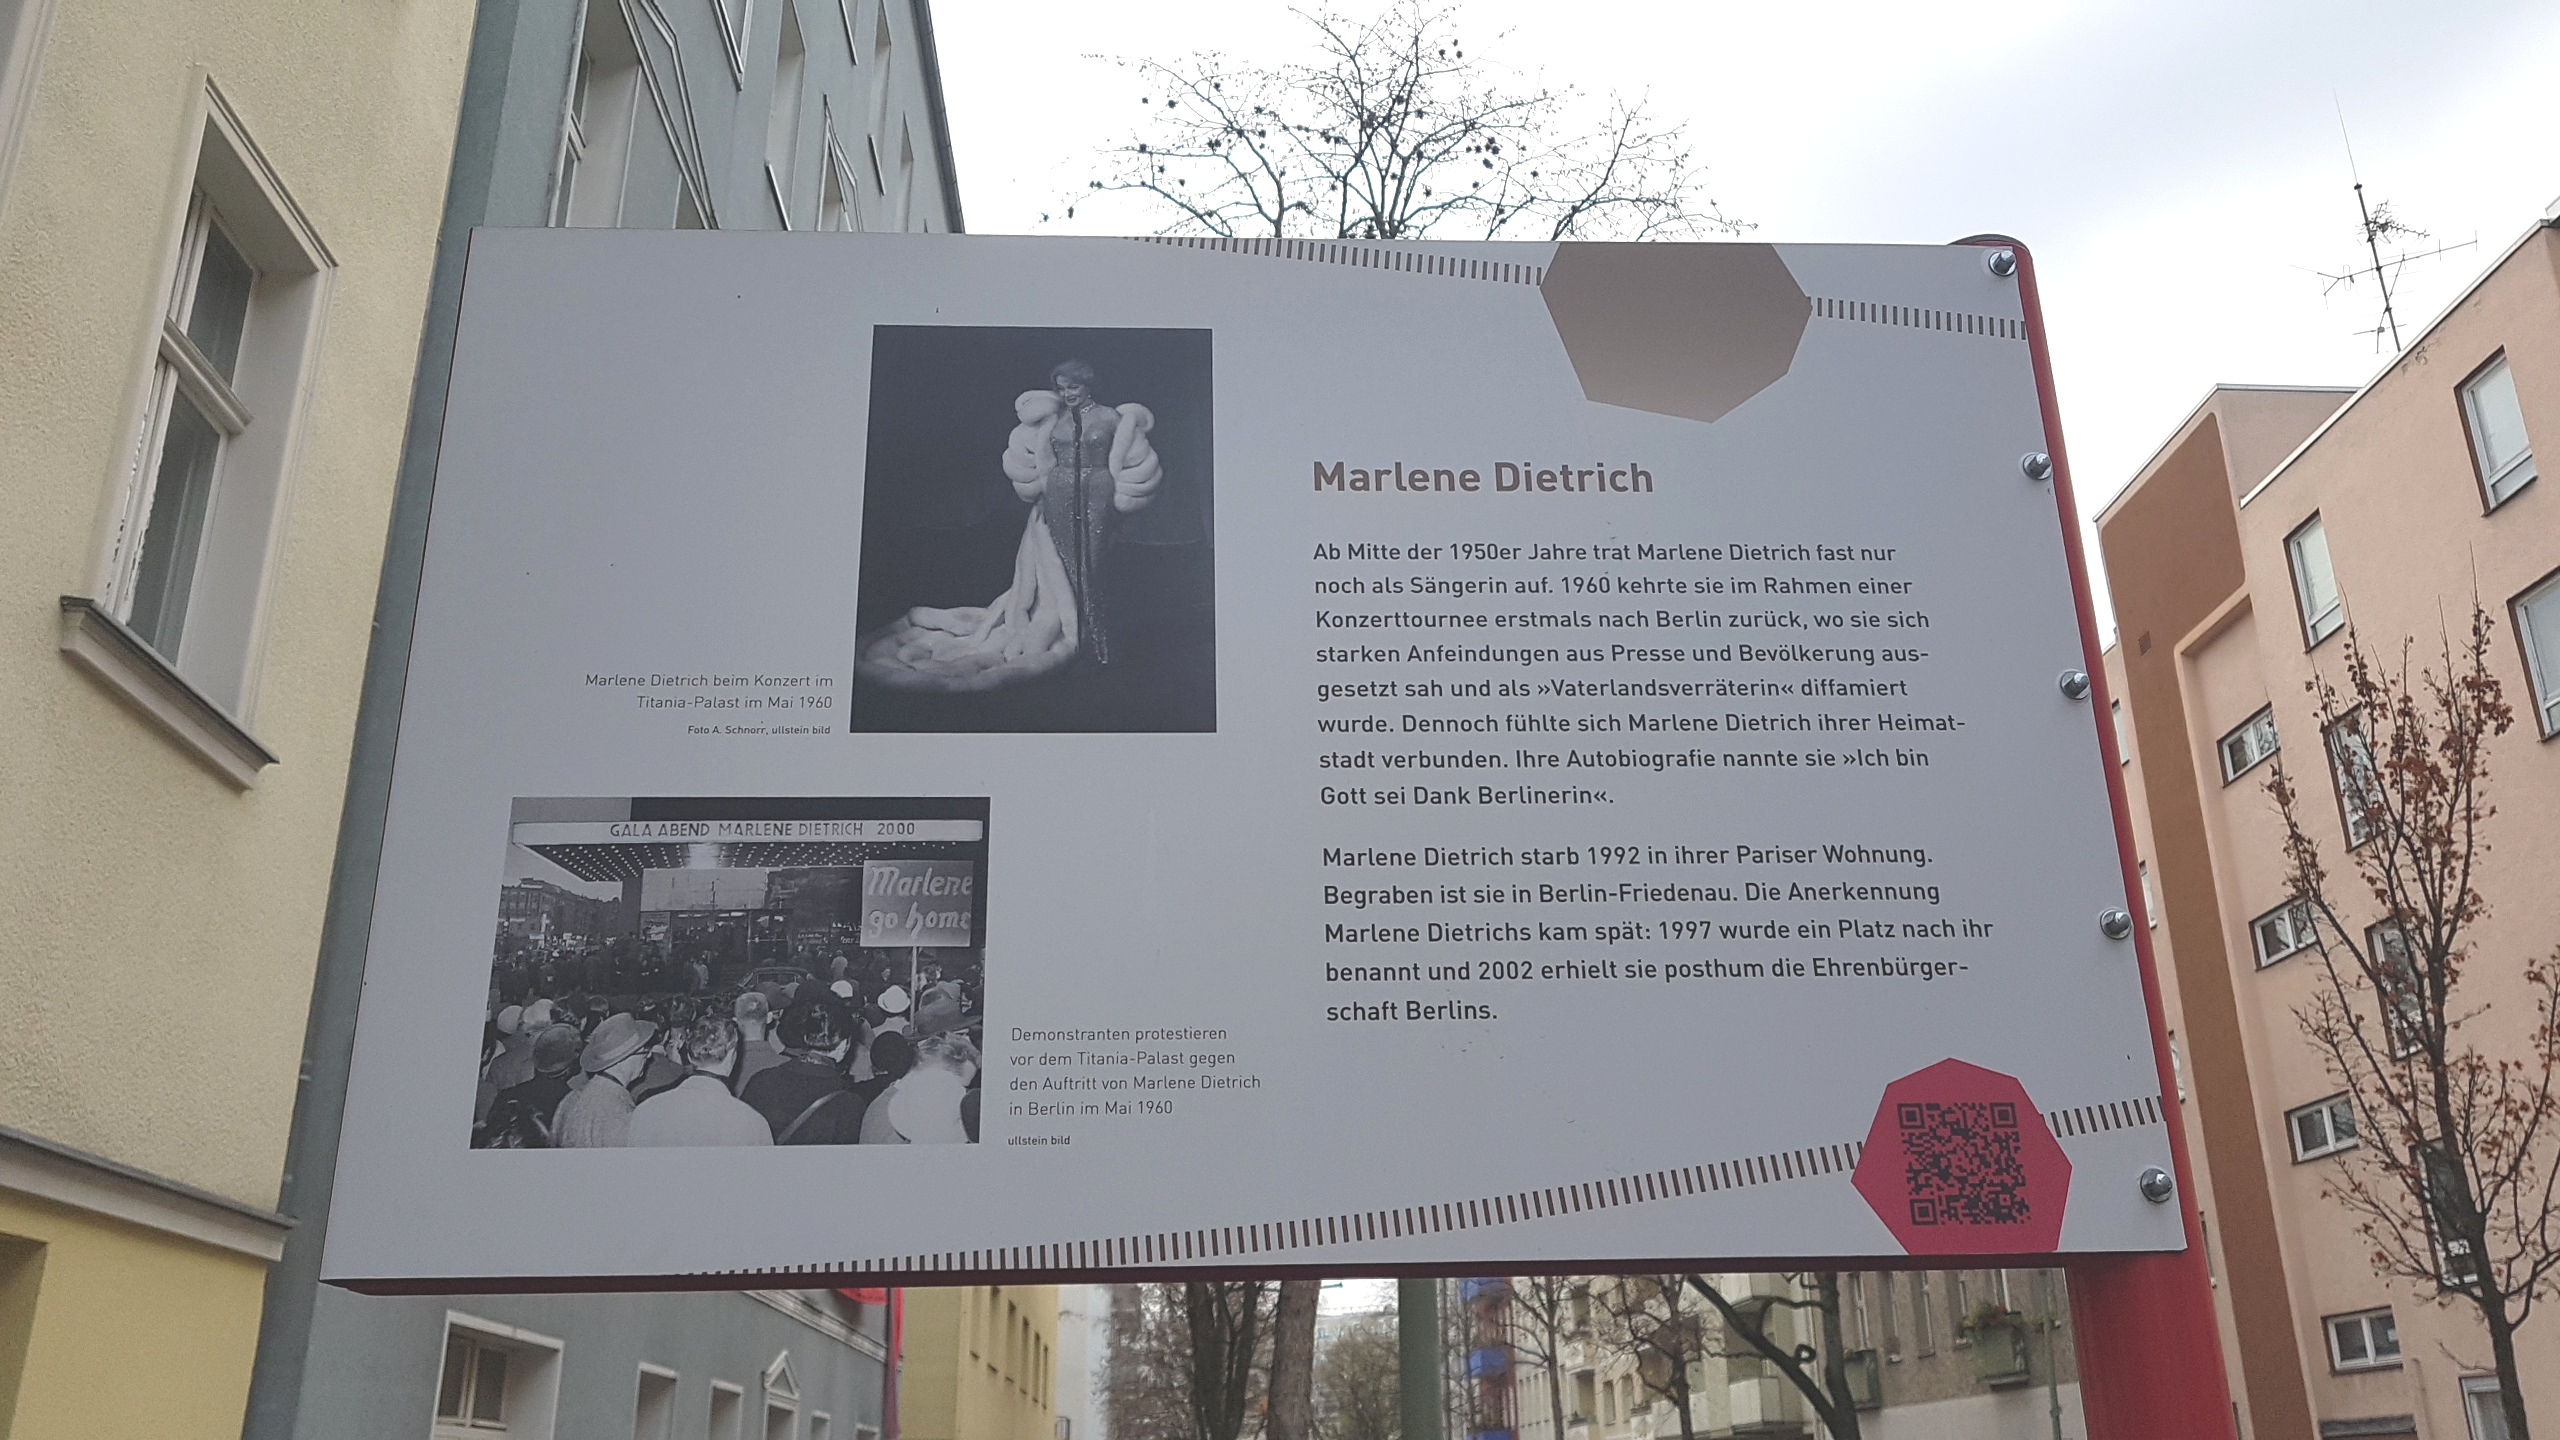 Marlene Dietrich beim Konzert im
Titania-Palast im Mai 1960
Foto A. Schnorr, ullstein bild
GALA ABEND MARLENE DIETRICH 2000
Marlene
go home
Demonstranten protestieren
vor dem Titania-Palast gegen
den Auftritt von Marlene Dietrich
in Berlin im Mai 1960
ullstein bild
Marlene Dietrich
Ab Mitte der 1950er Jahre trat Marlene Dietrich fast nur
noch als Sängerin auf. 1960 kehrte sie im Rahmen einer
Konzerttournee erstmals nach Berlin zurück, wo sie sich
starken Anfeindungen aus Presse und Bevölkerung aus-
gesetzt sah und als »Vaterlandsverräterin« diffamiert
wurde. Dennoch fühlte sich Marlene Dietrich ihrer Heimat-
stadt verbunden. Ihre Autobiografie nannte sie »Ich bin
Gott sei Dank Berlinerin«.
Marlene Dietrich starb 1992 in ihrer Pariser Wohnung.
Begraben ist sie in Berlin-Friedenau. Die Anerkennung
Marlene Dietrichs kam spät: 1997 wurde ein Platz nach ihr
benannt und 2002 erhielt sie posthum die Ehrenbürger-
schaft Berlins.